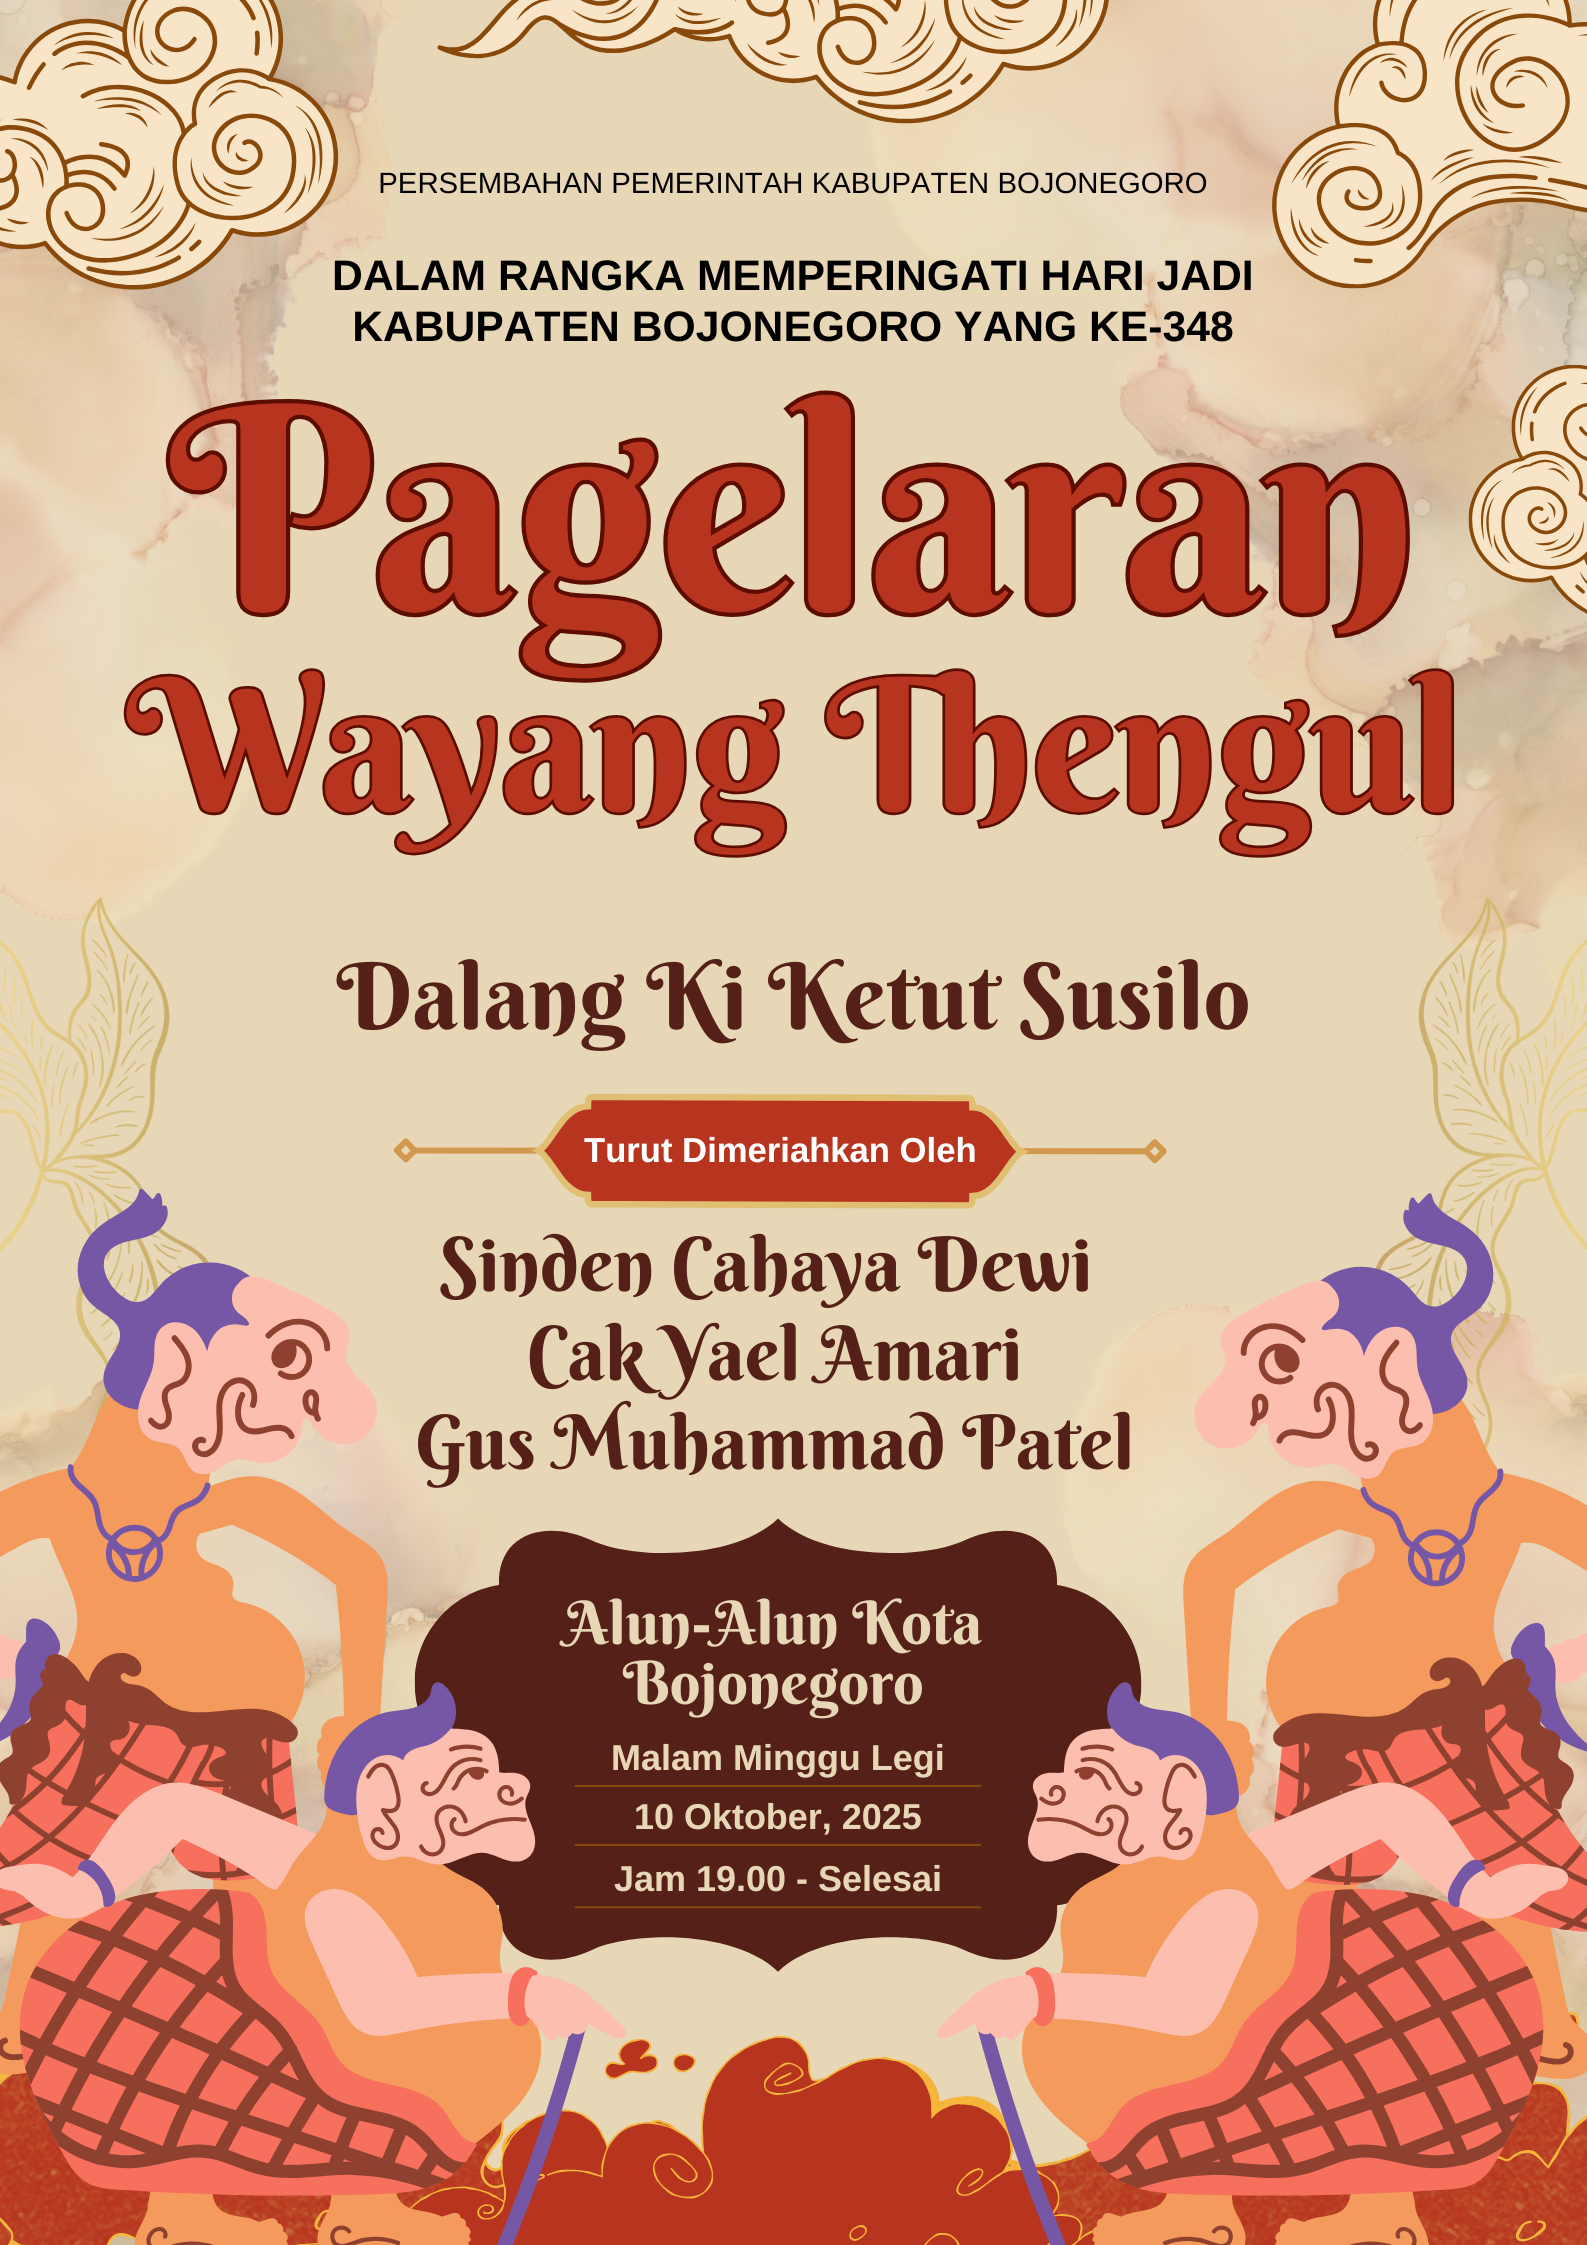 PERSEMBAHAN PEMERINTAH KABUPATEN BOJONEGORO
DALAM RANGKA MEMPERINGATI HARI JADI
KABUPATEN BOJONEGORO YANG KE-348
Pagelaran
Wayang Thengul
Dalang Ki Ketut Susilo
Turut Dimeriahkan Oleh
Sinden Cahaya Dewi
Cak Yael Amari
Gus Muhammad Patel
Alun-Alun Kota
Bojonegoro
Malam Minggu Legi
10 Oktober, 2025
Jam 19.00 - Selesai